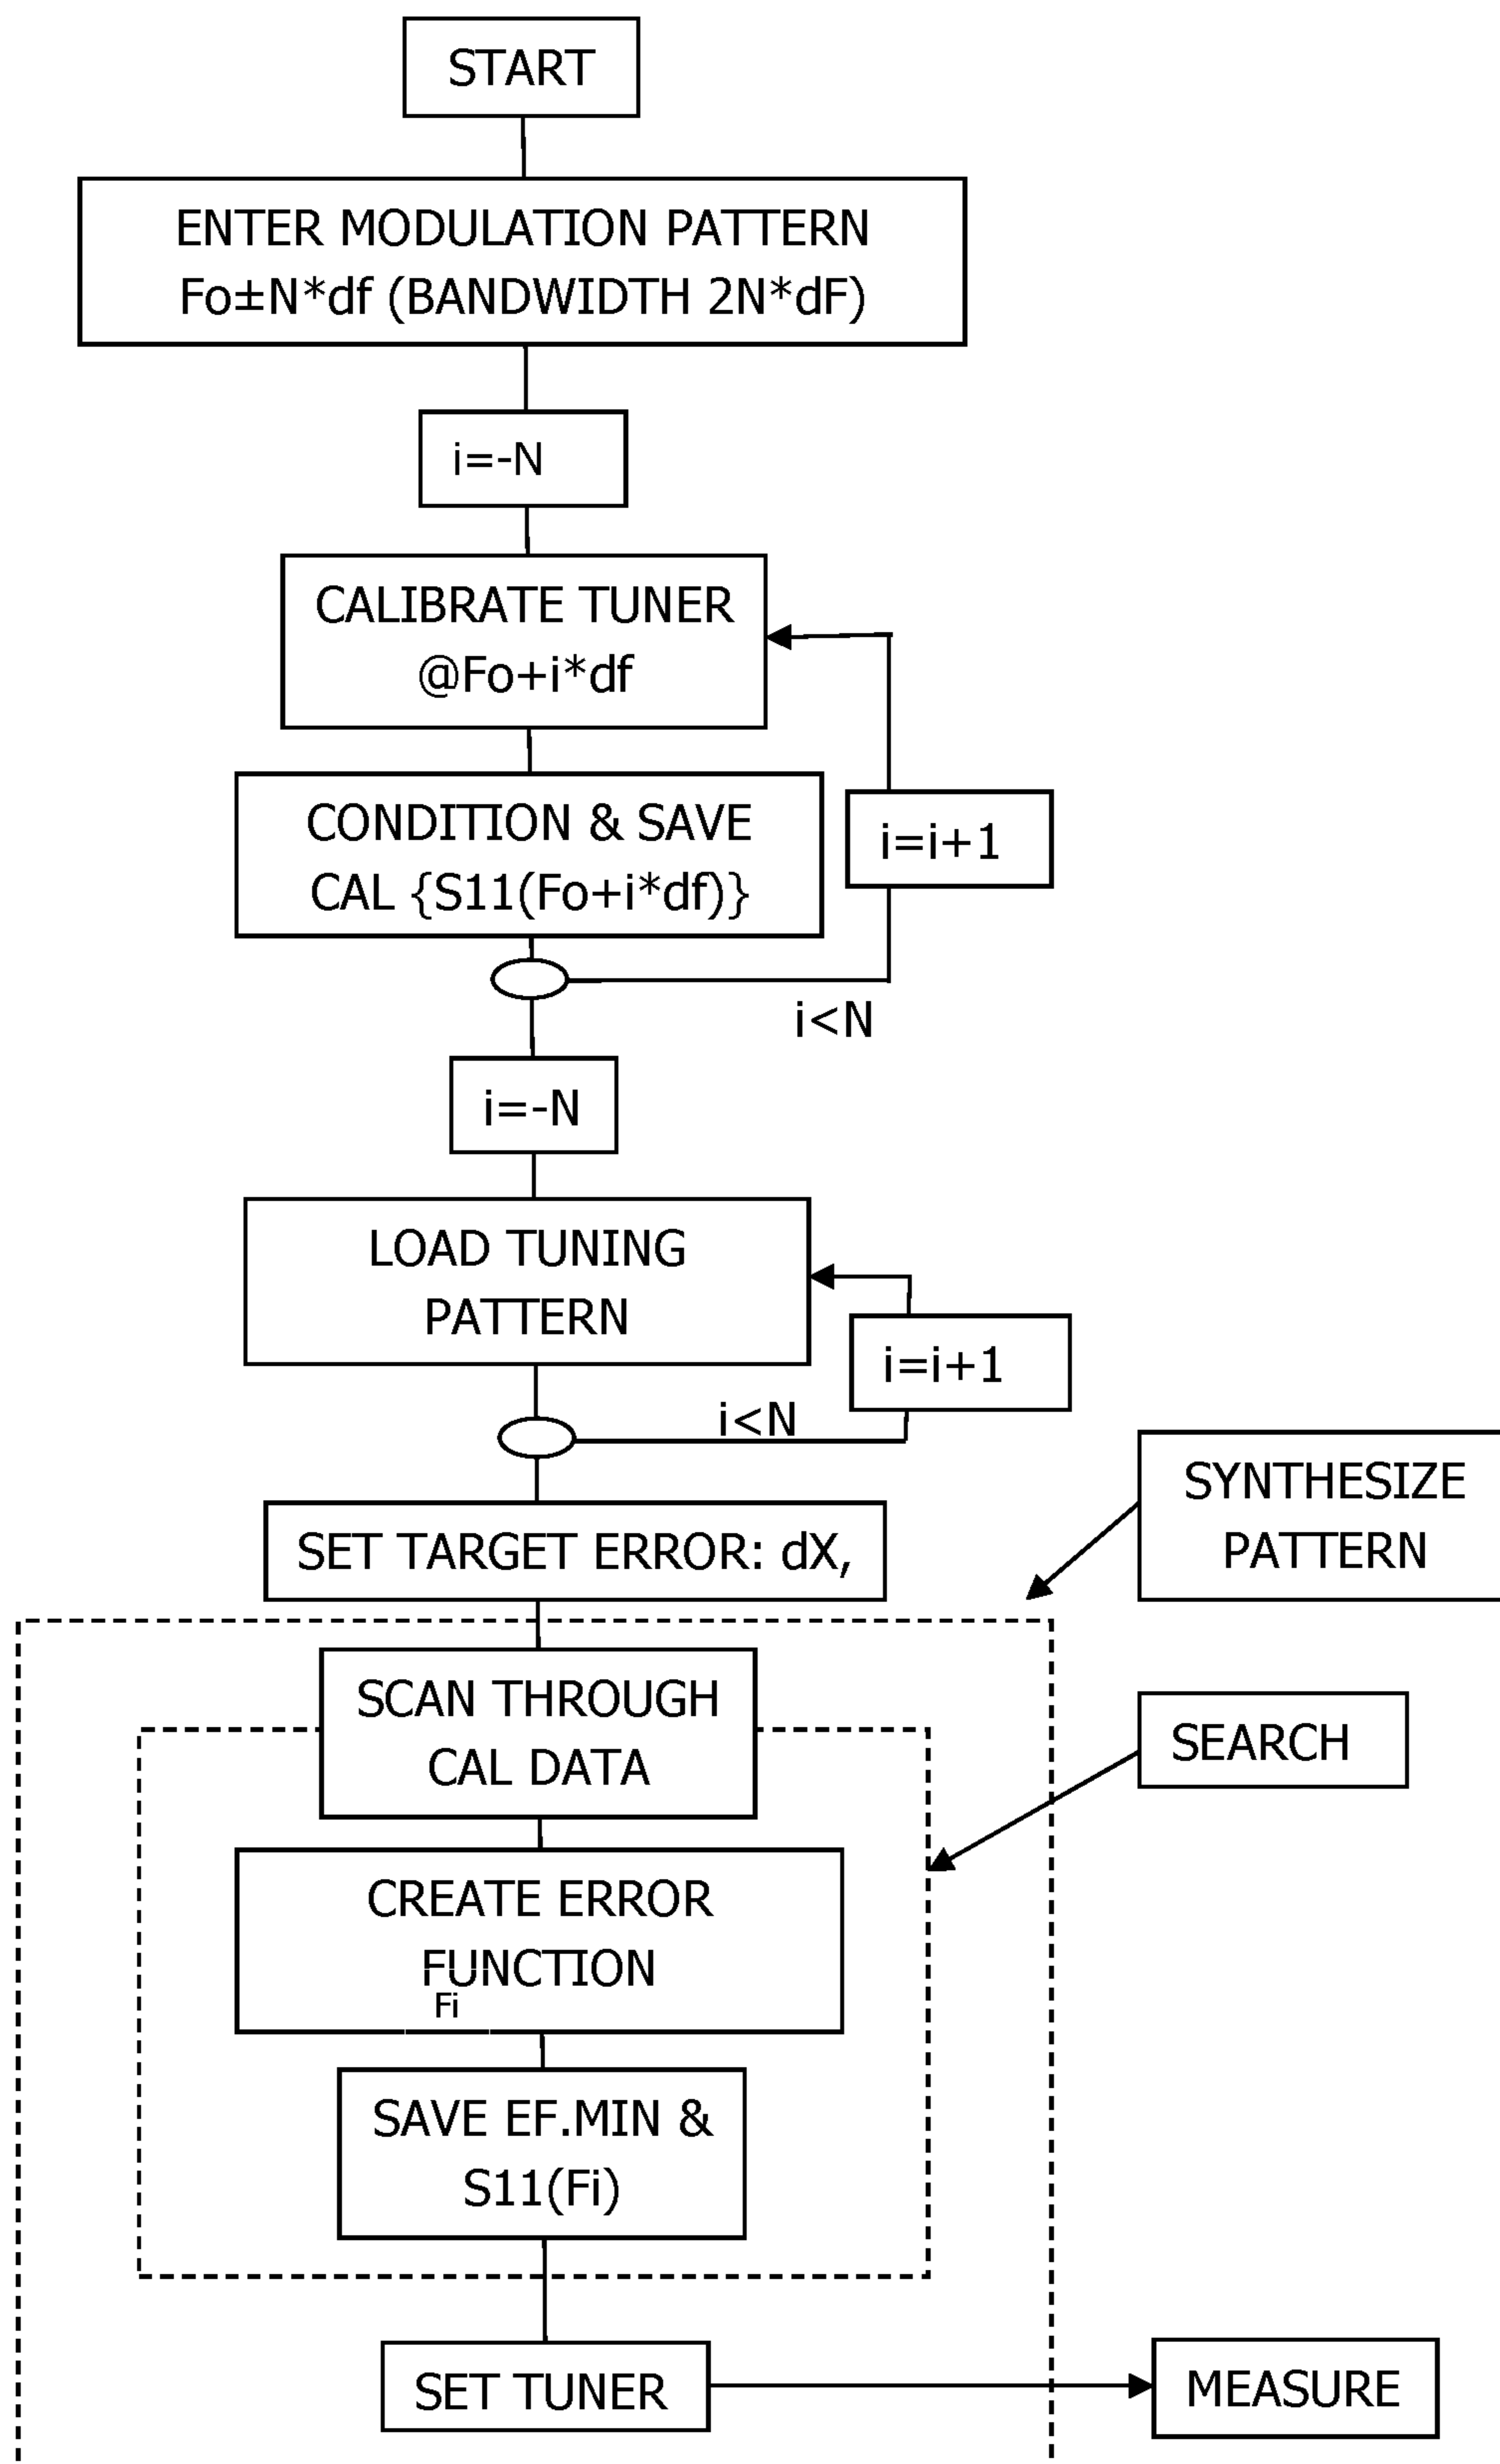 START
ENTER MODULATION PATTERN
Fo±N*df (BANDWIDTH 2N*dF)
i=-N
CALIBRATE TUNER
@Fo+i*df
CONDITION & SAVE
CAL {S11(Fo+i*df)}
i=i+1
i<N
i=-N
LOAD TUNING
PATTERN
i=i+1
i<N
SET TARGET ERROR: dX,
SYNTHESIZE
PATTERN
SCAN THROUGH
CAL DATA
SEARCH
CREATE ERROR
FUNCTION
Fi
SAVE EF.MIN &
S11(Fi)
SET TUNER
MEASURE